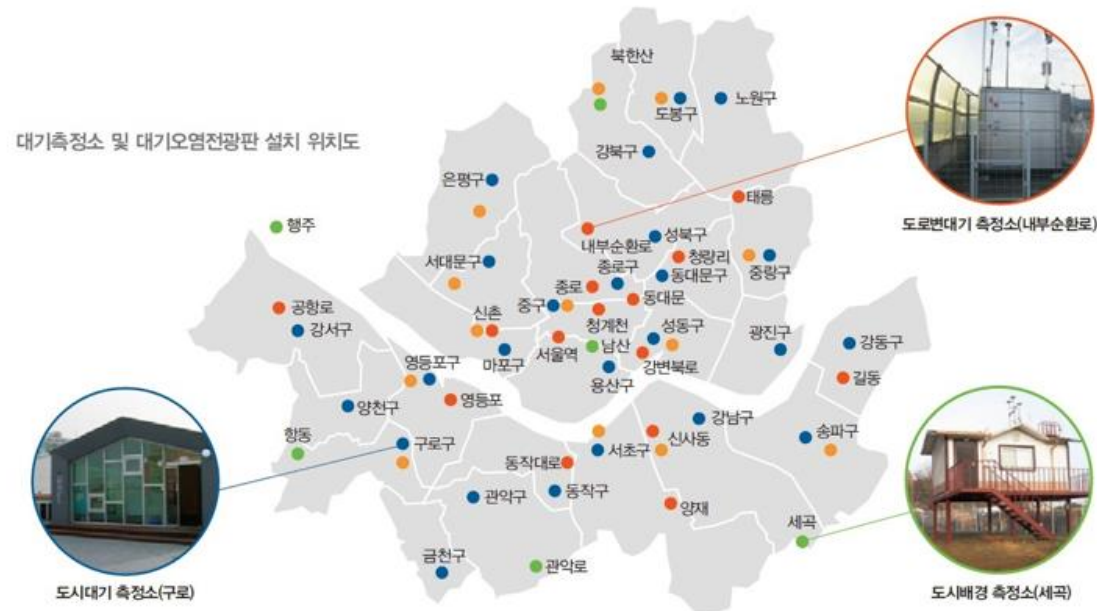 북한산
도봉구
노원구
대기측정소 및 대기오염전광판 설치 위치도
강북구
은평구
태릉
도로변대기 측정소(내부순환로)
행주
내부순환로
성북구
청량리
서대문구
종로구
동대문구
중랑구
종로
중구
동대문
공항로
신촌
청계천
성동구
광진구
강서구
마포구
서울역
남산
강변북로
강동구
영등포구
용산구
길동
양천구
영등포
강남구
항동
구로구
서초구
신사동
송파구
동작대로
관악구
동작구
양재
세곡
금천구
관악로
도시대기 측정소(구로)
도시배경 측정소(세곡)